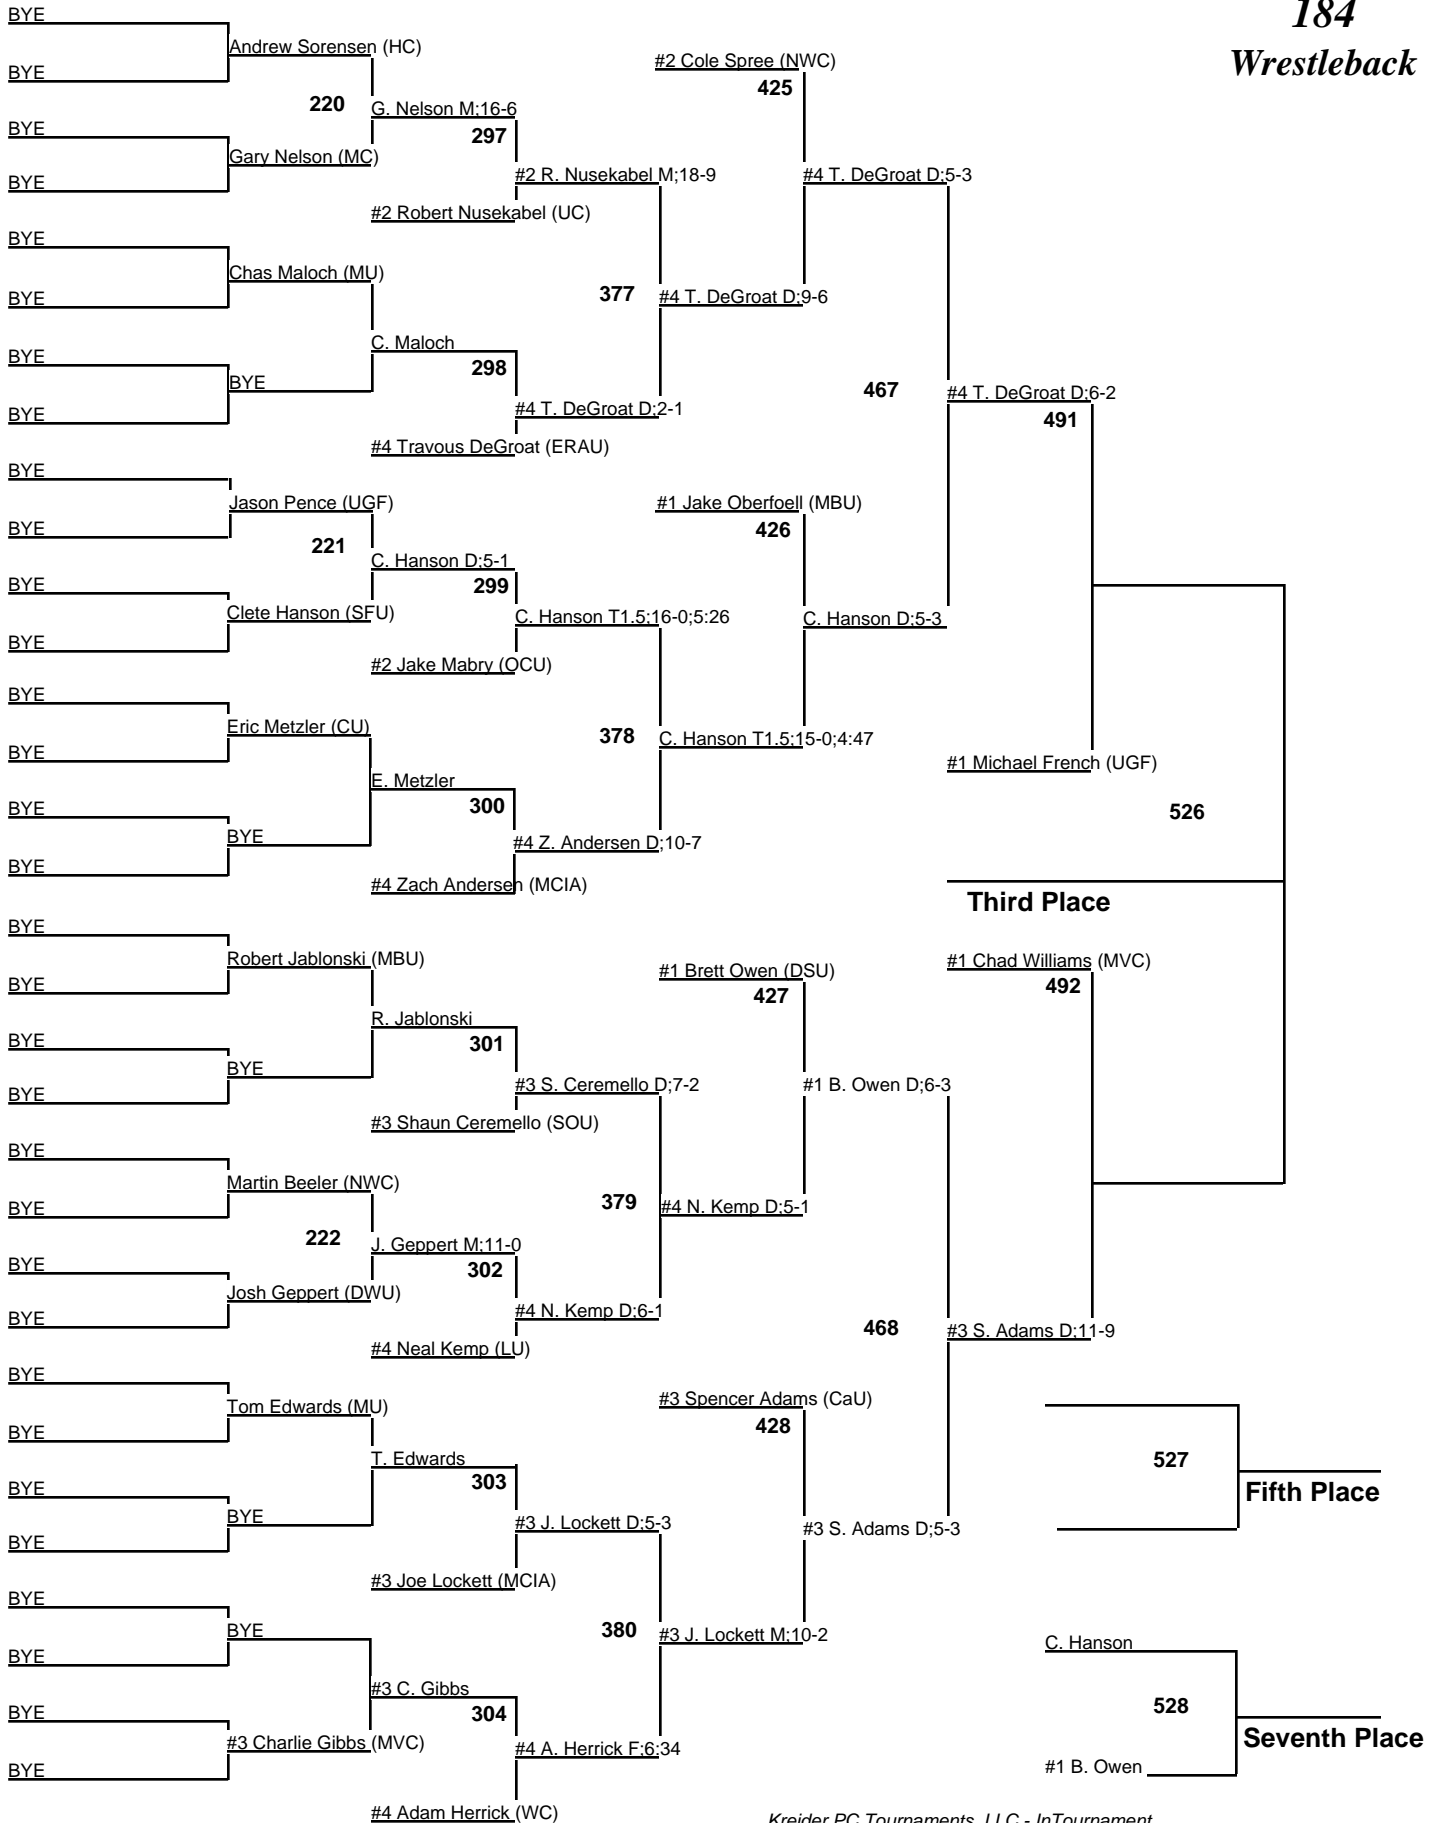 184
Wrestleback
BYE
Andrew Sorensen (HC)
#2 Cole Spree (NWC)
BYE
425
220
G. Nelson M;16-6
BYE
297
Gary Nelson (MC)
#2 R. Nusekabel M;18-9
#4 T. DeGroat D;5-3
BYE
#2 Robert Nusekabel (UC)
BYE
Chas Maloch (MU)
BYE
377
#4 T. DeGroat D;9-6
C. Maloch
BYE
298
BYE
467
#4 T. DeGroat D;6-2
BYE
#4 T. DeGroat D;2-1
491
#4 Travous DeGroat (ERAU)
BYE
Jason Pence (UGF)
#1 Jake Oberfoell (MBU)
BYE
426
221
C. Hanson D;5-1
BYE
299
Clete Hanson (SFU)
C. Hanson T1.5;16-0;5:26
C. Hanson D;5-3
BYE
#2 Jake Mabry (OCU)
BYE
Eric Metzler (CU)
BYE
378
C. Hanson T1.5;15-0;4:47
#1 Michael French (UGF)
E. Metzler
BYE
300
526
BYE
#4 Z. Andersen D;10-7
BYE
#4 Zach Andersen (MCIA)
Third Place
BYE
Robert Jablonski (MBU)
#1 Brett Owen (DSU)
#1 Chad Williams (MVC)
BYE
427
492
R. Jablonski
BYE
301
BYE
#3 S. Ceremello D;7-2
#1 B. Owen D;6-3
BYE
#3 Shaun Ceremello (SOU)
BYE
Martin Beeler (NWC)
BYE
379
#4 N. Kemp D;5-1
222
J. Geppert M;11-0
BYE
302
Josh Geppert (DWU)
BYE
#4 N. Kemp D;6-1
468
#3 S. Adams D;11-9
#4 Neal Kemp (LU)
BYE
Tom Edwards (MU)
#3 Spencer Adams (CaU)
BYE
428
T. Edwards
527
BYE
303
Fifth Place
BYE
#3 J. Lockett D;5-3
#3 S. Adams D;5-3
BYE
#3 Joe Lockett (MCIA)
BYE
BYE
380
#3 J. Lockett M;10-2
C. Hanson
BYE
#3 C. Gibbs
BYE
304
528
#3 Charlie Gibbs (MVC)
#4 A. Herrick F;6:34
Seventh Place
BYE
#1 B. Owen
#4 Adam Herrick (WC)
Kreider PC Tournaments, LLC - InTournament